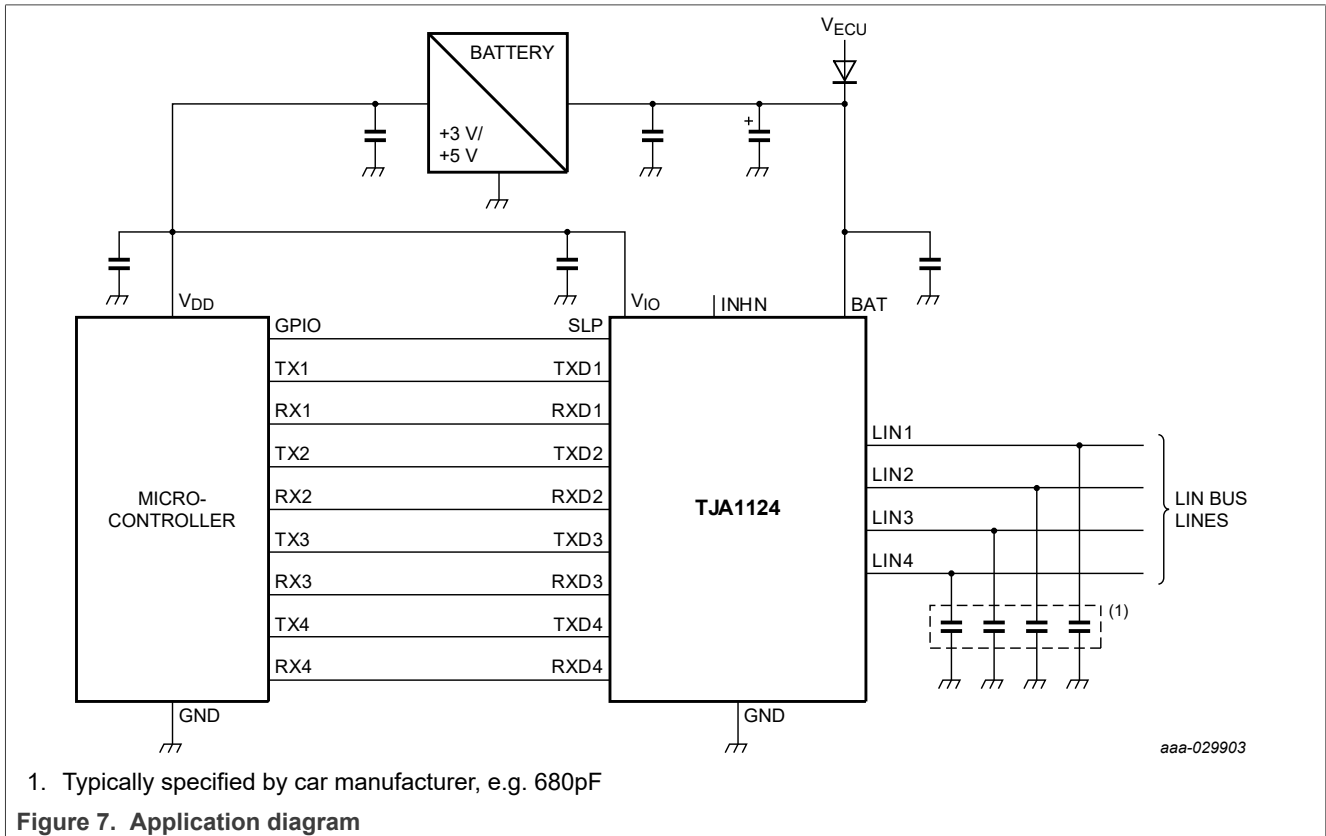 VECU
BATTERY
+3 V/
+5 V
+
VDD
VIO
INHN
BAT
GPIO
SLP
TX1
TXD1
RX1
RXD1
TX2
TXD2
RX2
RXD2
TX3
TXD3
RX3
RXD3
TX4
TXD4
RX4
RXD4
MICRO-
CONTROLLER
TJA1124
LIN1
LIN2
LIN3
LIN4
LIN BUS
LINES
(1)
GND
GND
aaa-029903
1. Typically specified by car manufacturer, e.g. 680pF
Figure 7. Application diagram